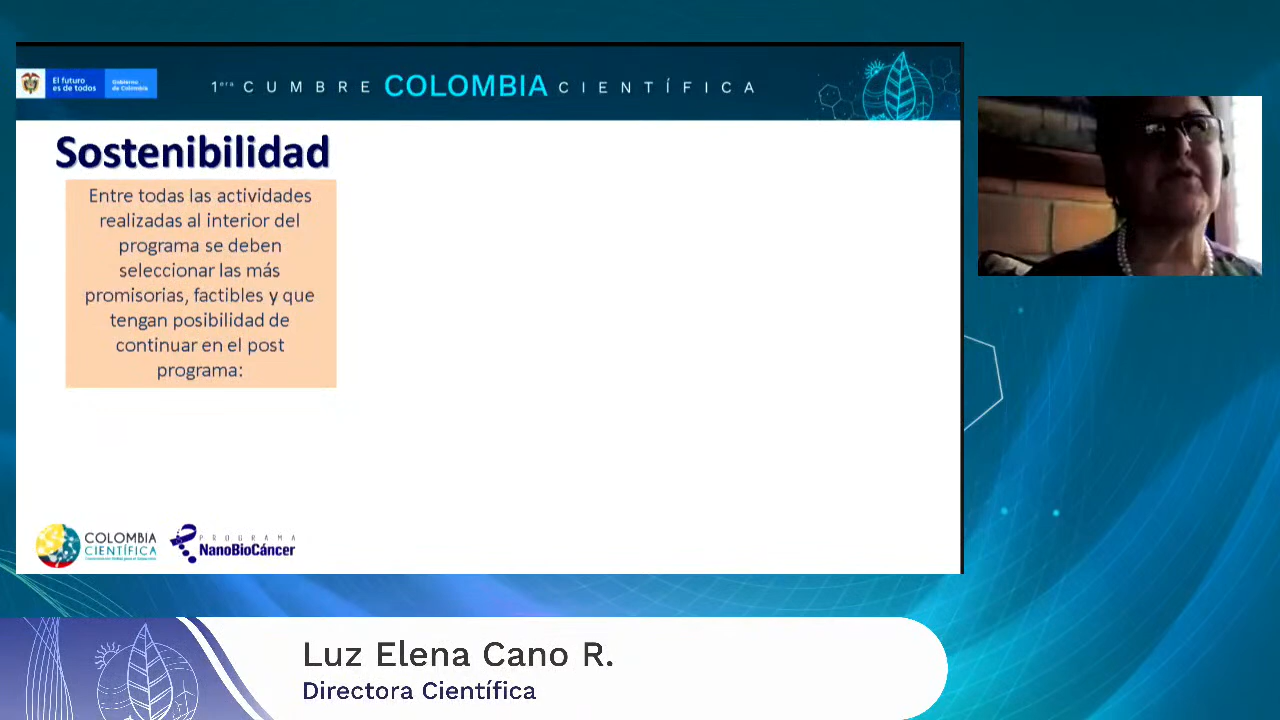 El futuro
es de todos
Gobierno
de Colombia
1era CUMBRE COLOMBIA CIENTÍFICA
Sostenibilidad
Entre todas las actividades
realizadas al interior del
programa se deben
seleccionar las más
promisorias, factibles y que
tengan posibilidad de
continuar en el post
programa:
COLOMBIA
CIENTÍFICA
PROGRAMA
NanoBioCáncer
Luz Elena Cano R.
Directora Científica